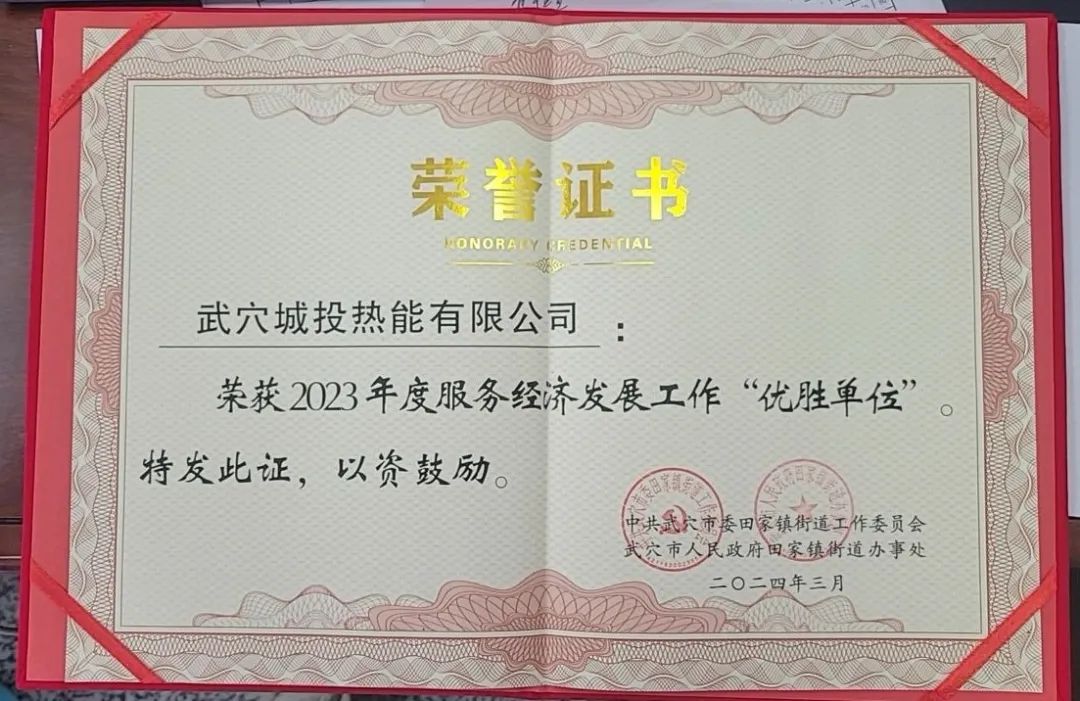 荣誉证书
HONORARY CREDENTIAL
武穴城投热能有限公司：
荣获2023年度服务经济发展工作“优胜单位”。
特发此证，以资鼓励。
中共武穴市委田家镇街道工作委员会
武穴市人民政府田家镇街道办事处
二〇二四年三月